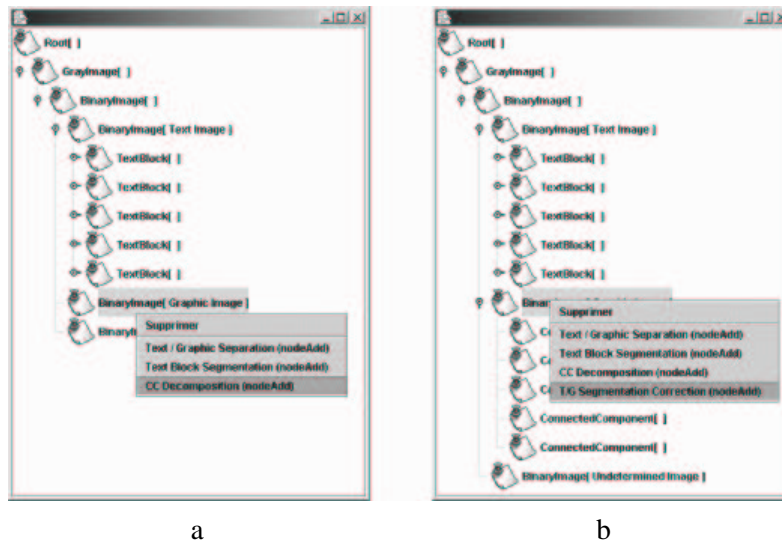 Root[ ]
GrayImage[ ]
BinaryImage[ ]
BinaryImage[ Text Image ]
TextBlock[ ]
TextBlock[ ]
TextBlock[ ]
TextBlock[ ]
TextBlock[ ]
BinaryImage[ Graphic Image ]
Supprimer
Text / Graphic Separation (nodeAdd)
Text Block Segmentation (nodeAdd)
CC Decomposition (nodeAdd)
a
Root[ ]
GrayImage[ ]
BinaryImage[ ]
BinaryImage[ Text Image ]
TextBlock[ ]
TextBlock[ ]
TextBlock[ ]
TextBlock[ ]
TextBlock[ ]
Supprimer
Text / Graphic Separation (nodeAdd)
Text Block Segmentation (nodeAdd)
CC Decomposition (nodeAdd)
T/G Segmentation Correction (nodeAdd)
ConnectedComponent[ ]
ConnectedComponent[ ]
BinaryImage[ Undetermined Image ]
b